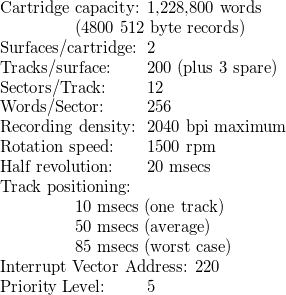 Cartridge capacity: 1,228,800 words
(4800 512 byte records)
Surfaces/cartridge: 2
Tracks/surface: 200 (plus 3 spare)
Sectors/Track: 12
Words/Sector: 256
Recording density: 2040 bpi maximum
Rotation speed: 1500 rpm
Half revolution: 20 msecs
Track positioning:
10 msecs (one track)
50 msecs (average)
85 msecs (worst case)
Interrupt Vector Address: 220
Priority Level: 5